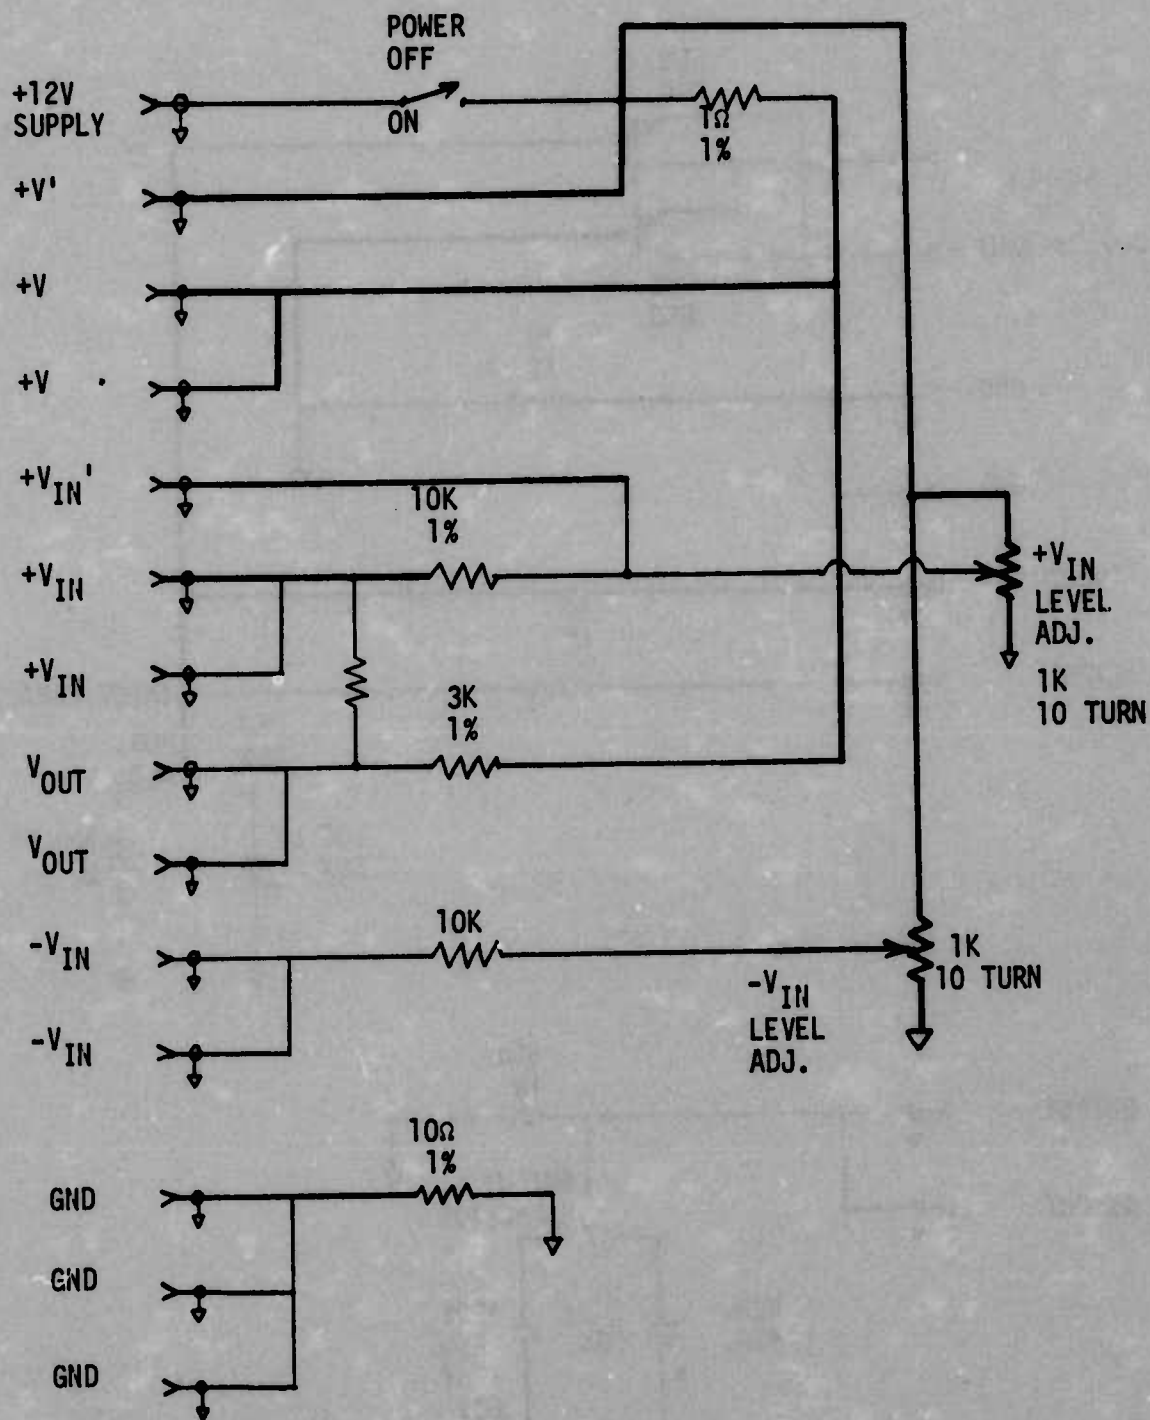 POWER
OFF
+12V
SUPPLY
ON
1Ω
1%
+V'
+V
+V
+VIN'
10K
1%
+VIN
+VIN
LEVEL
ADJ.
1K
10 TURN
+VIN
3K
1%
VOUT
VOUT
10K
-VIN
1K
10 TURN
-VIN
LEVEL
ADJ.
-VIN
10Ω
1%
GND
GND
GND